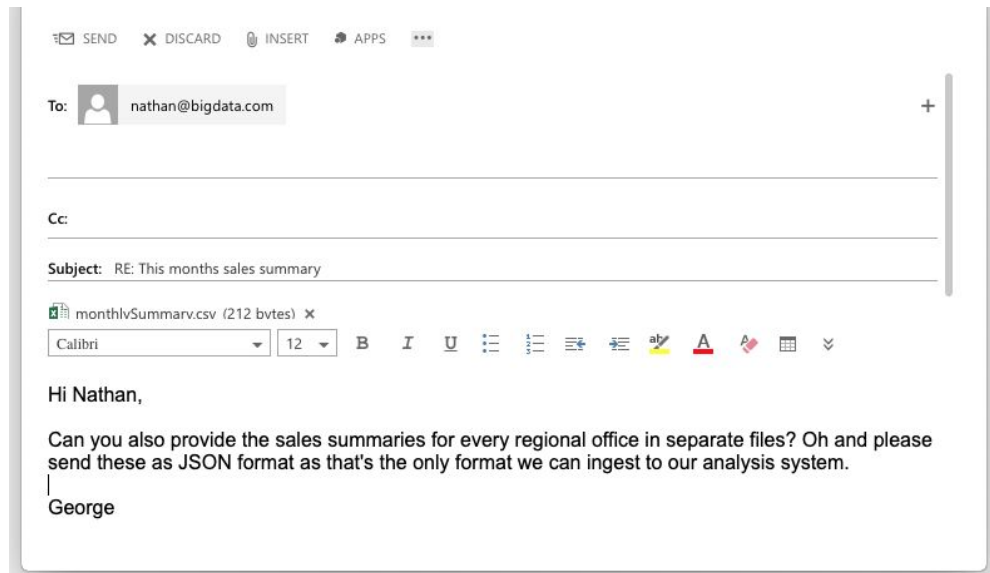 SEND DISCARD INSERT APPS ...
To: nathan@bigdata.com +
Cc:
Subject: RE: This months sales summary
monthlySummary.csv (212 bytes) ×
Calibri 12 B I U ab A A
Hi Nathan,
Can you also provide the sales summaries for every regional office in separate files? Oh and please
send these as JSON format as that's the only format we can ingest to our analysis system.
George